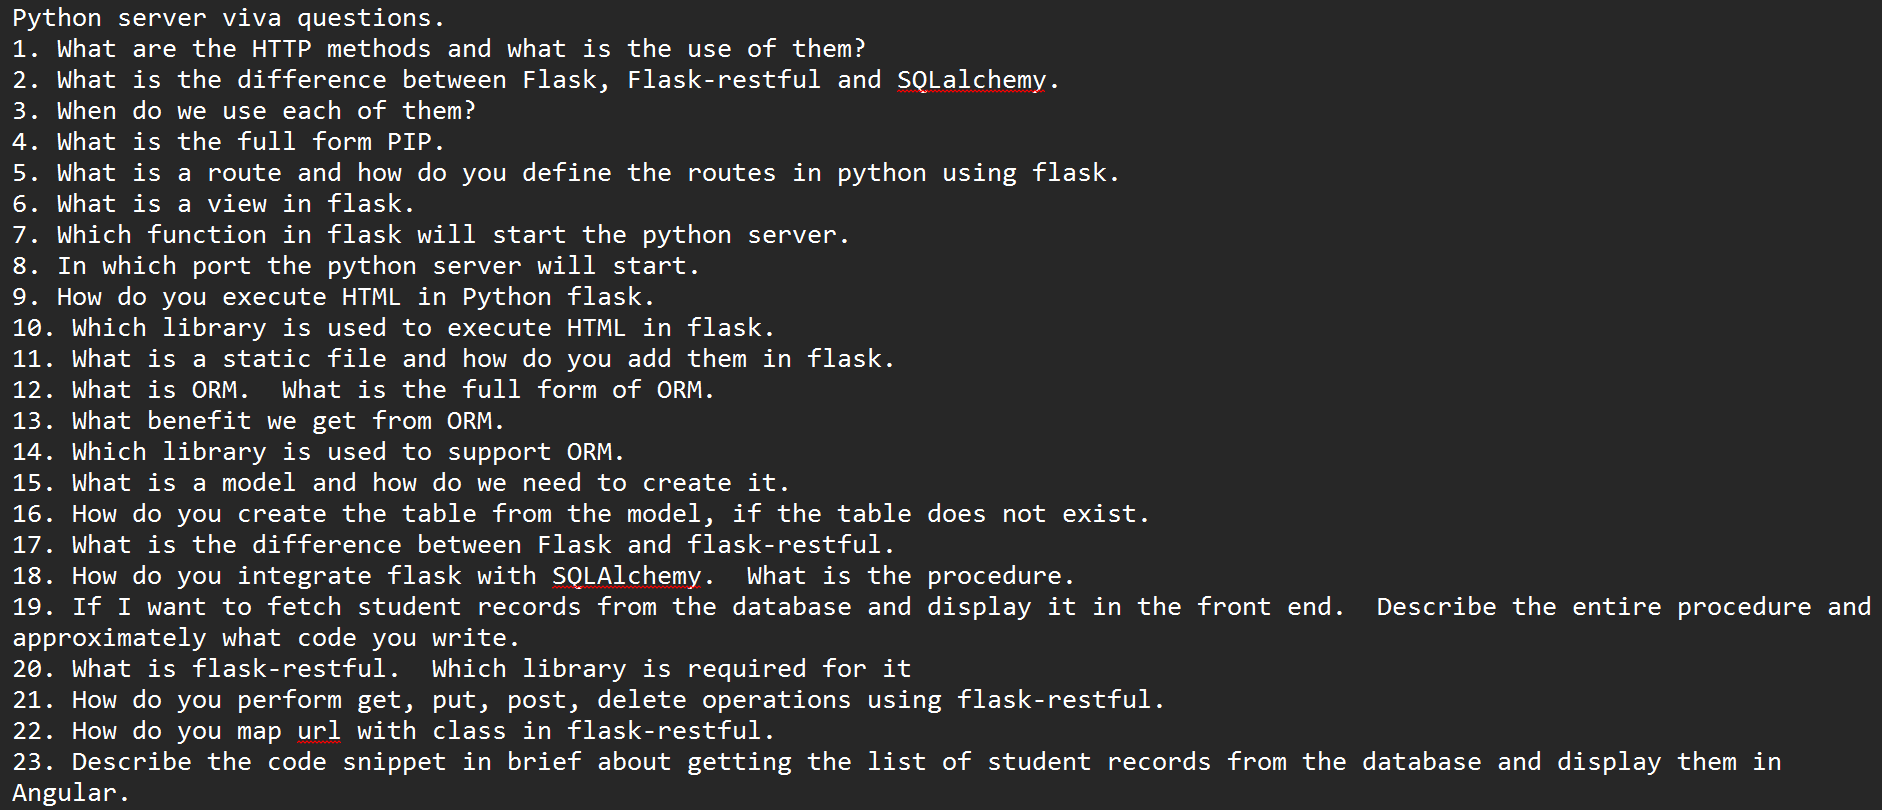 Python server viva questions.
1. What are the HTTP methods and what is the use of them?
2. What is the difference between Flask, Flask-restful and SQLalchemy.
3. When do we use each of them?
4. What is the full form PIP.
5. What is a route and how do you define the routes in python using flask.
6. What is a view in flask.
7. Which function in flask will start the python server.
8. In which port the python server will start.
9. How do you execute HTML in Python flask.
10. Which library is used to execute HTML in flask.
11. What is a static file and how do you add them in flask.
12. What is ORM.  What is the full form of ORM.
13. What benefit we get from ORM.
14. Which library is used to support ORM.
15. What is a model and how do we need to create it.
16. How do you create the table from the model, if the table does not exist.
17. What is the difference between Flask and flask-restful.
18. How do you integrate flask with SQLAlchemy.  What is the procedure.
19. If I want to fetch student records from the database and display it in the front end.  Describe the entire procedure and
approximately what code you write.
20. What is flask-restful.  Which library is required for it
21. How do you perform get, put, post, delete operations using flask-restful.
22. How do you map url with class in flask-restful.
23. Describe the code snippet in brief about getting the list of student records from the database and display them in
Angular.